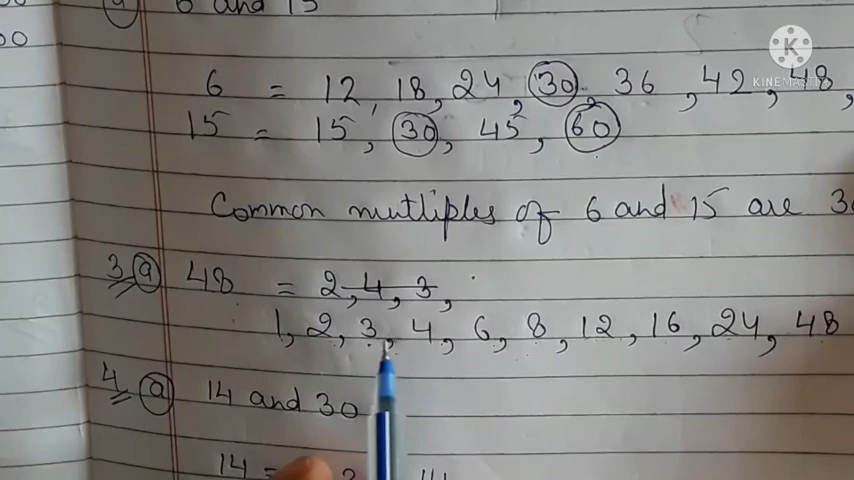 (a) 6 and 15
6 = 12, 18, 24, 30, 36, 42, 48,
15 = 15, 30, 45, 60
Common mutliples of 6 and 15 are 30
3 (a) 48 = 2, 4, 3,
1, 2, 3, 4, 6, 8, 12, 16, 24, 48
4 (a) 14 and 30
14 =
KINEMASTER